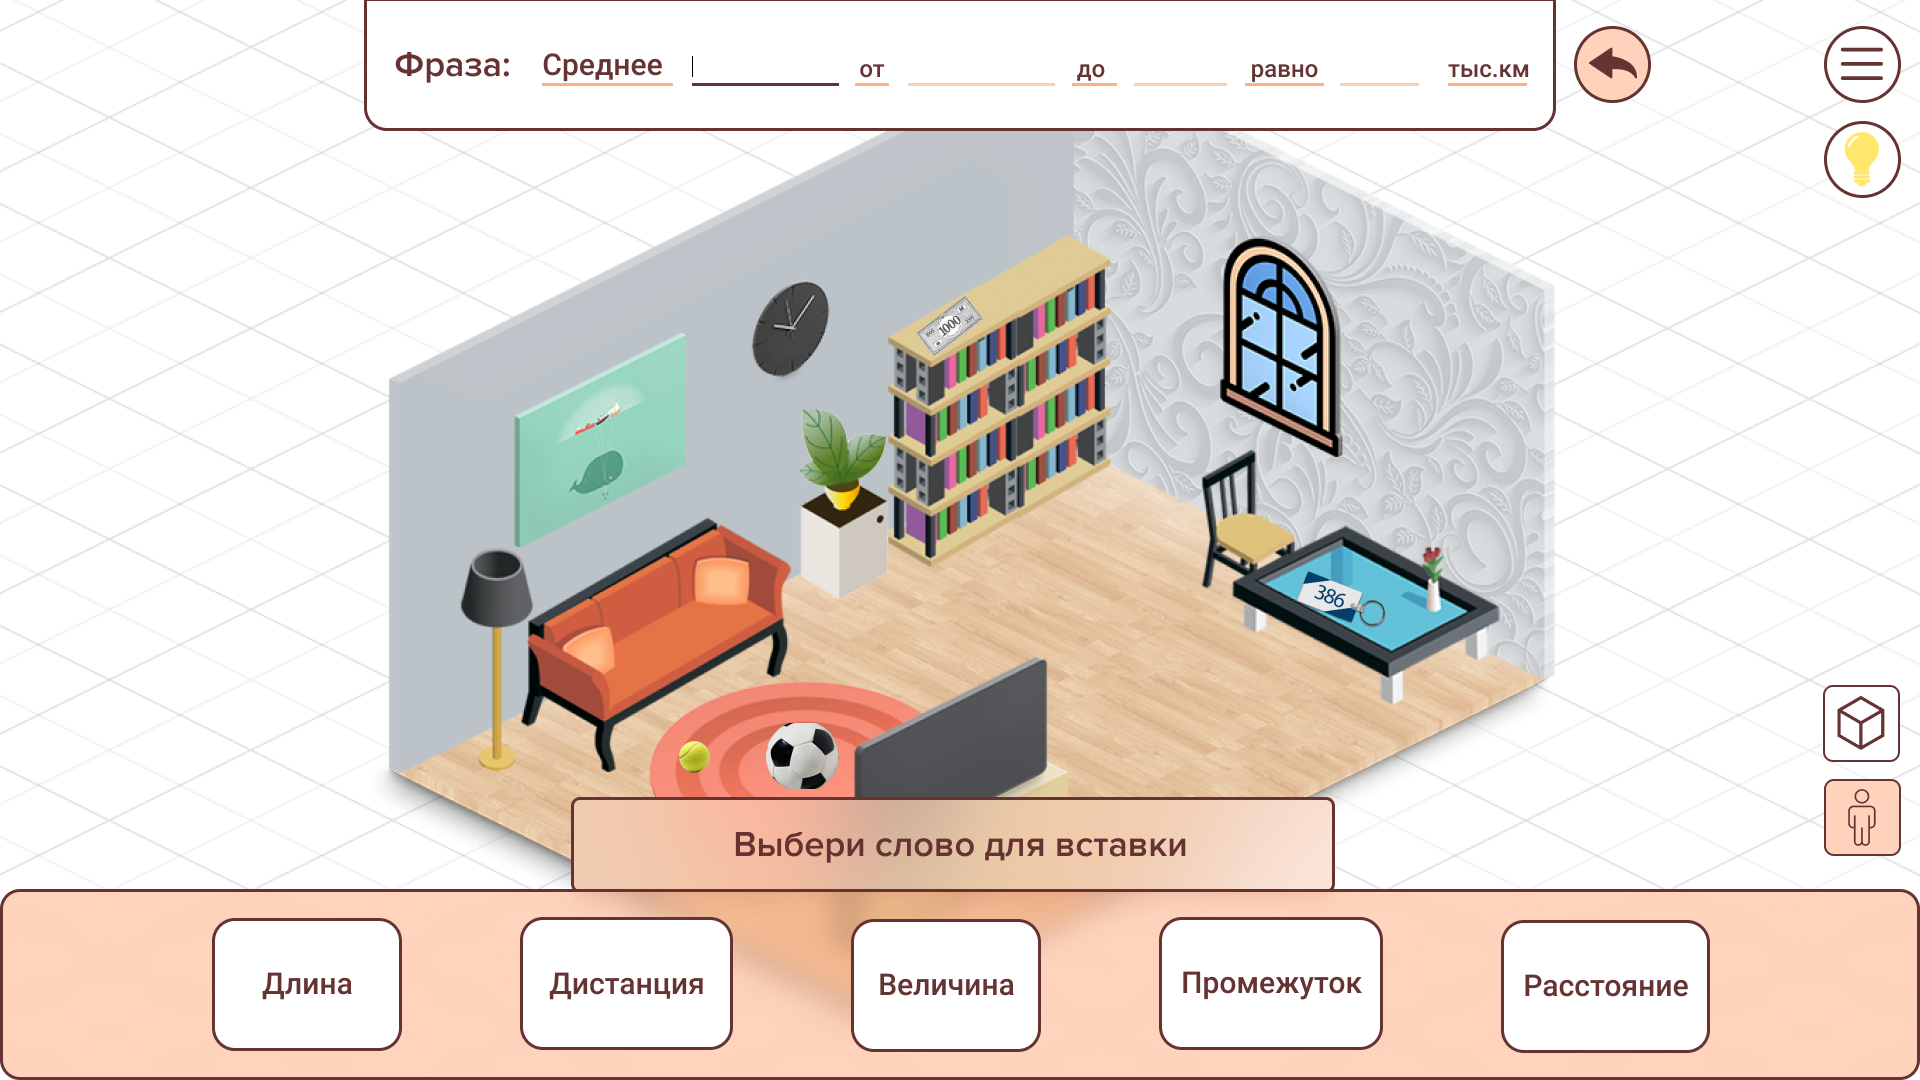 Фраза: Среднее от до равно тыс.км
1000
386
Выбери слово для вставки
Длина
Дистанция
Величина
Промежуток
Расстояние